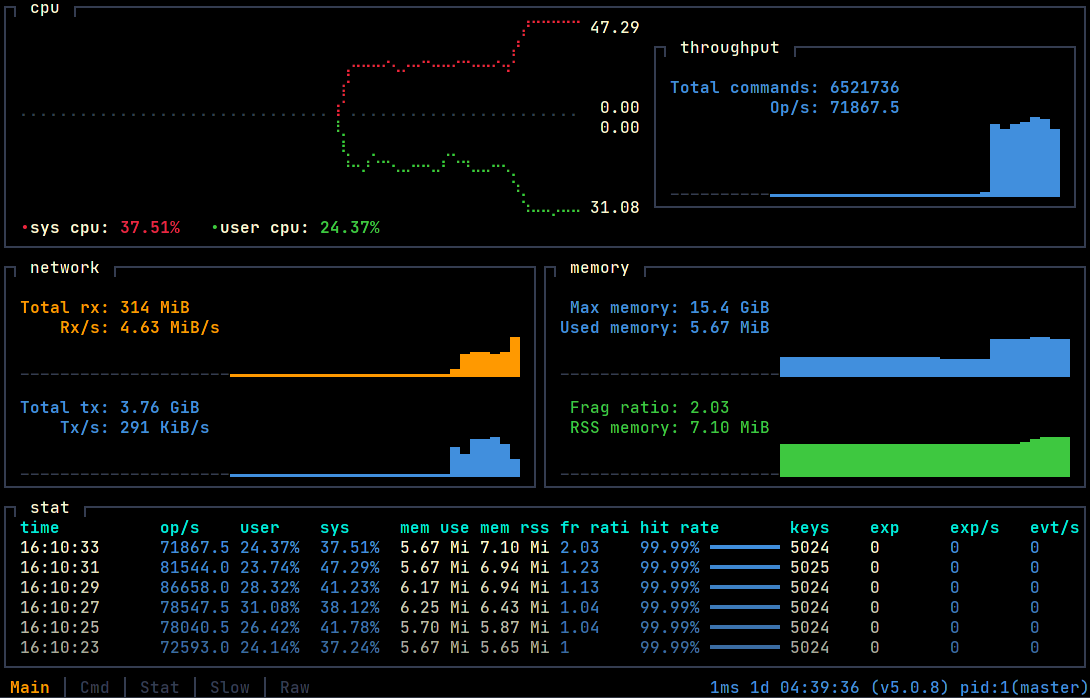 cpu
47.29
throughput
Total commands: 6521736
0.00
Op/s: 71867.5
0.00
31.08
•sys cpu: 37.51% •user cpu: 24.37%
network
Total rx: 314 MiB
Rx/s: 4.63 MiB/s
Total tx: 3.76 GiB
Tx/s: 291 KiB/s
memory
Max memory: 15.4 GiB
Used memory: 5.67 MiB
Frag ratio: 2.03
RSS memory: 7.10 MiB
stat
time op/s user sys mem use mem rss fr rati hit rate keys exp exp/s evt/s
16:10:33 71867.5 24.37% 37.51% 5.67 Mi 7.10 Mi 2.03 99.99% 5024 0 0 0
16:10:31 81544.0 23.74% 47.29% 5.67 Mi 6.94 Mi 1.23 99.99% 5025 0 0 0
16:10:29 86658.0 28.32% 41.23% 6.17 Mi 6.94 Mi 1.13 99.99% 5024 0 0 0
16:10:27 78547.5 31.08% 38.12% 6.25 Mi 6.43 Mi 1.04 99.99% 5024 0 0 0
16:10:25 78040.5 26.42% 41.78% 5.70 Mi 5.87 Mi 1.04 99.99% 5024 0 0 0
16:10:23 72593.0 24.14% 37.24% 5.67 Mi 5.65 Mi 1 99.99% 5024 0 0 0
Main │ Cmd │ Stat │ Slow │ Raw 1ms 1d 04:39:36 (v5.0.8) pid:1(master)